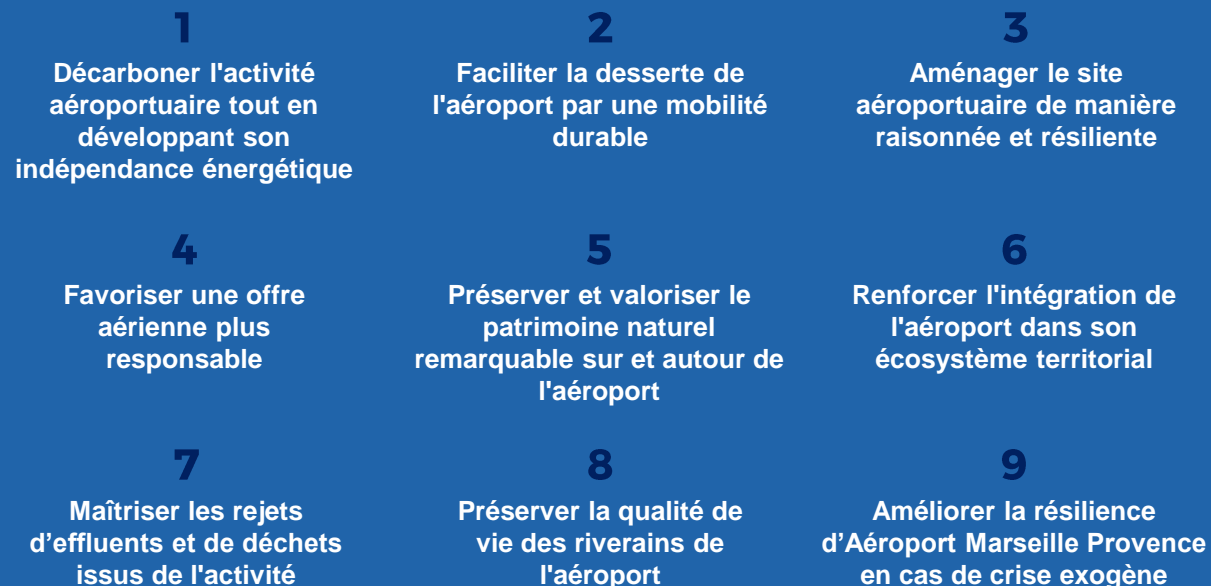 1
Décarboner l'activité
aéroportuaire tout en
développant son
indépendance énergétique
2
Faciliter la desserte de
l'aéroport par une mobilité
durable
3
Aménager le site
aéroportuaire de manière
raisonnée et résiliente
4
Favoriser une offre
aérienne plus
responsable
5
Préserver et valoriser le
patrimoine naturel
remarquable sur et autour de
l'aéroport
6
Renforcer l'intégration de
l'aéroport dans son
écosystème territorial
7
Maîtriser les rejets
d’effluents et de déchets
issus de l'activité
8
Préserver la qualité de
vie des riverains de
l'aéroport
9
Améliorer la résilience
d’Aéroport Marseille Provence
en cas de crise exogène